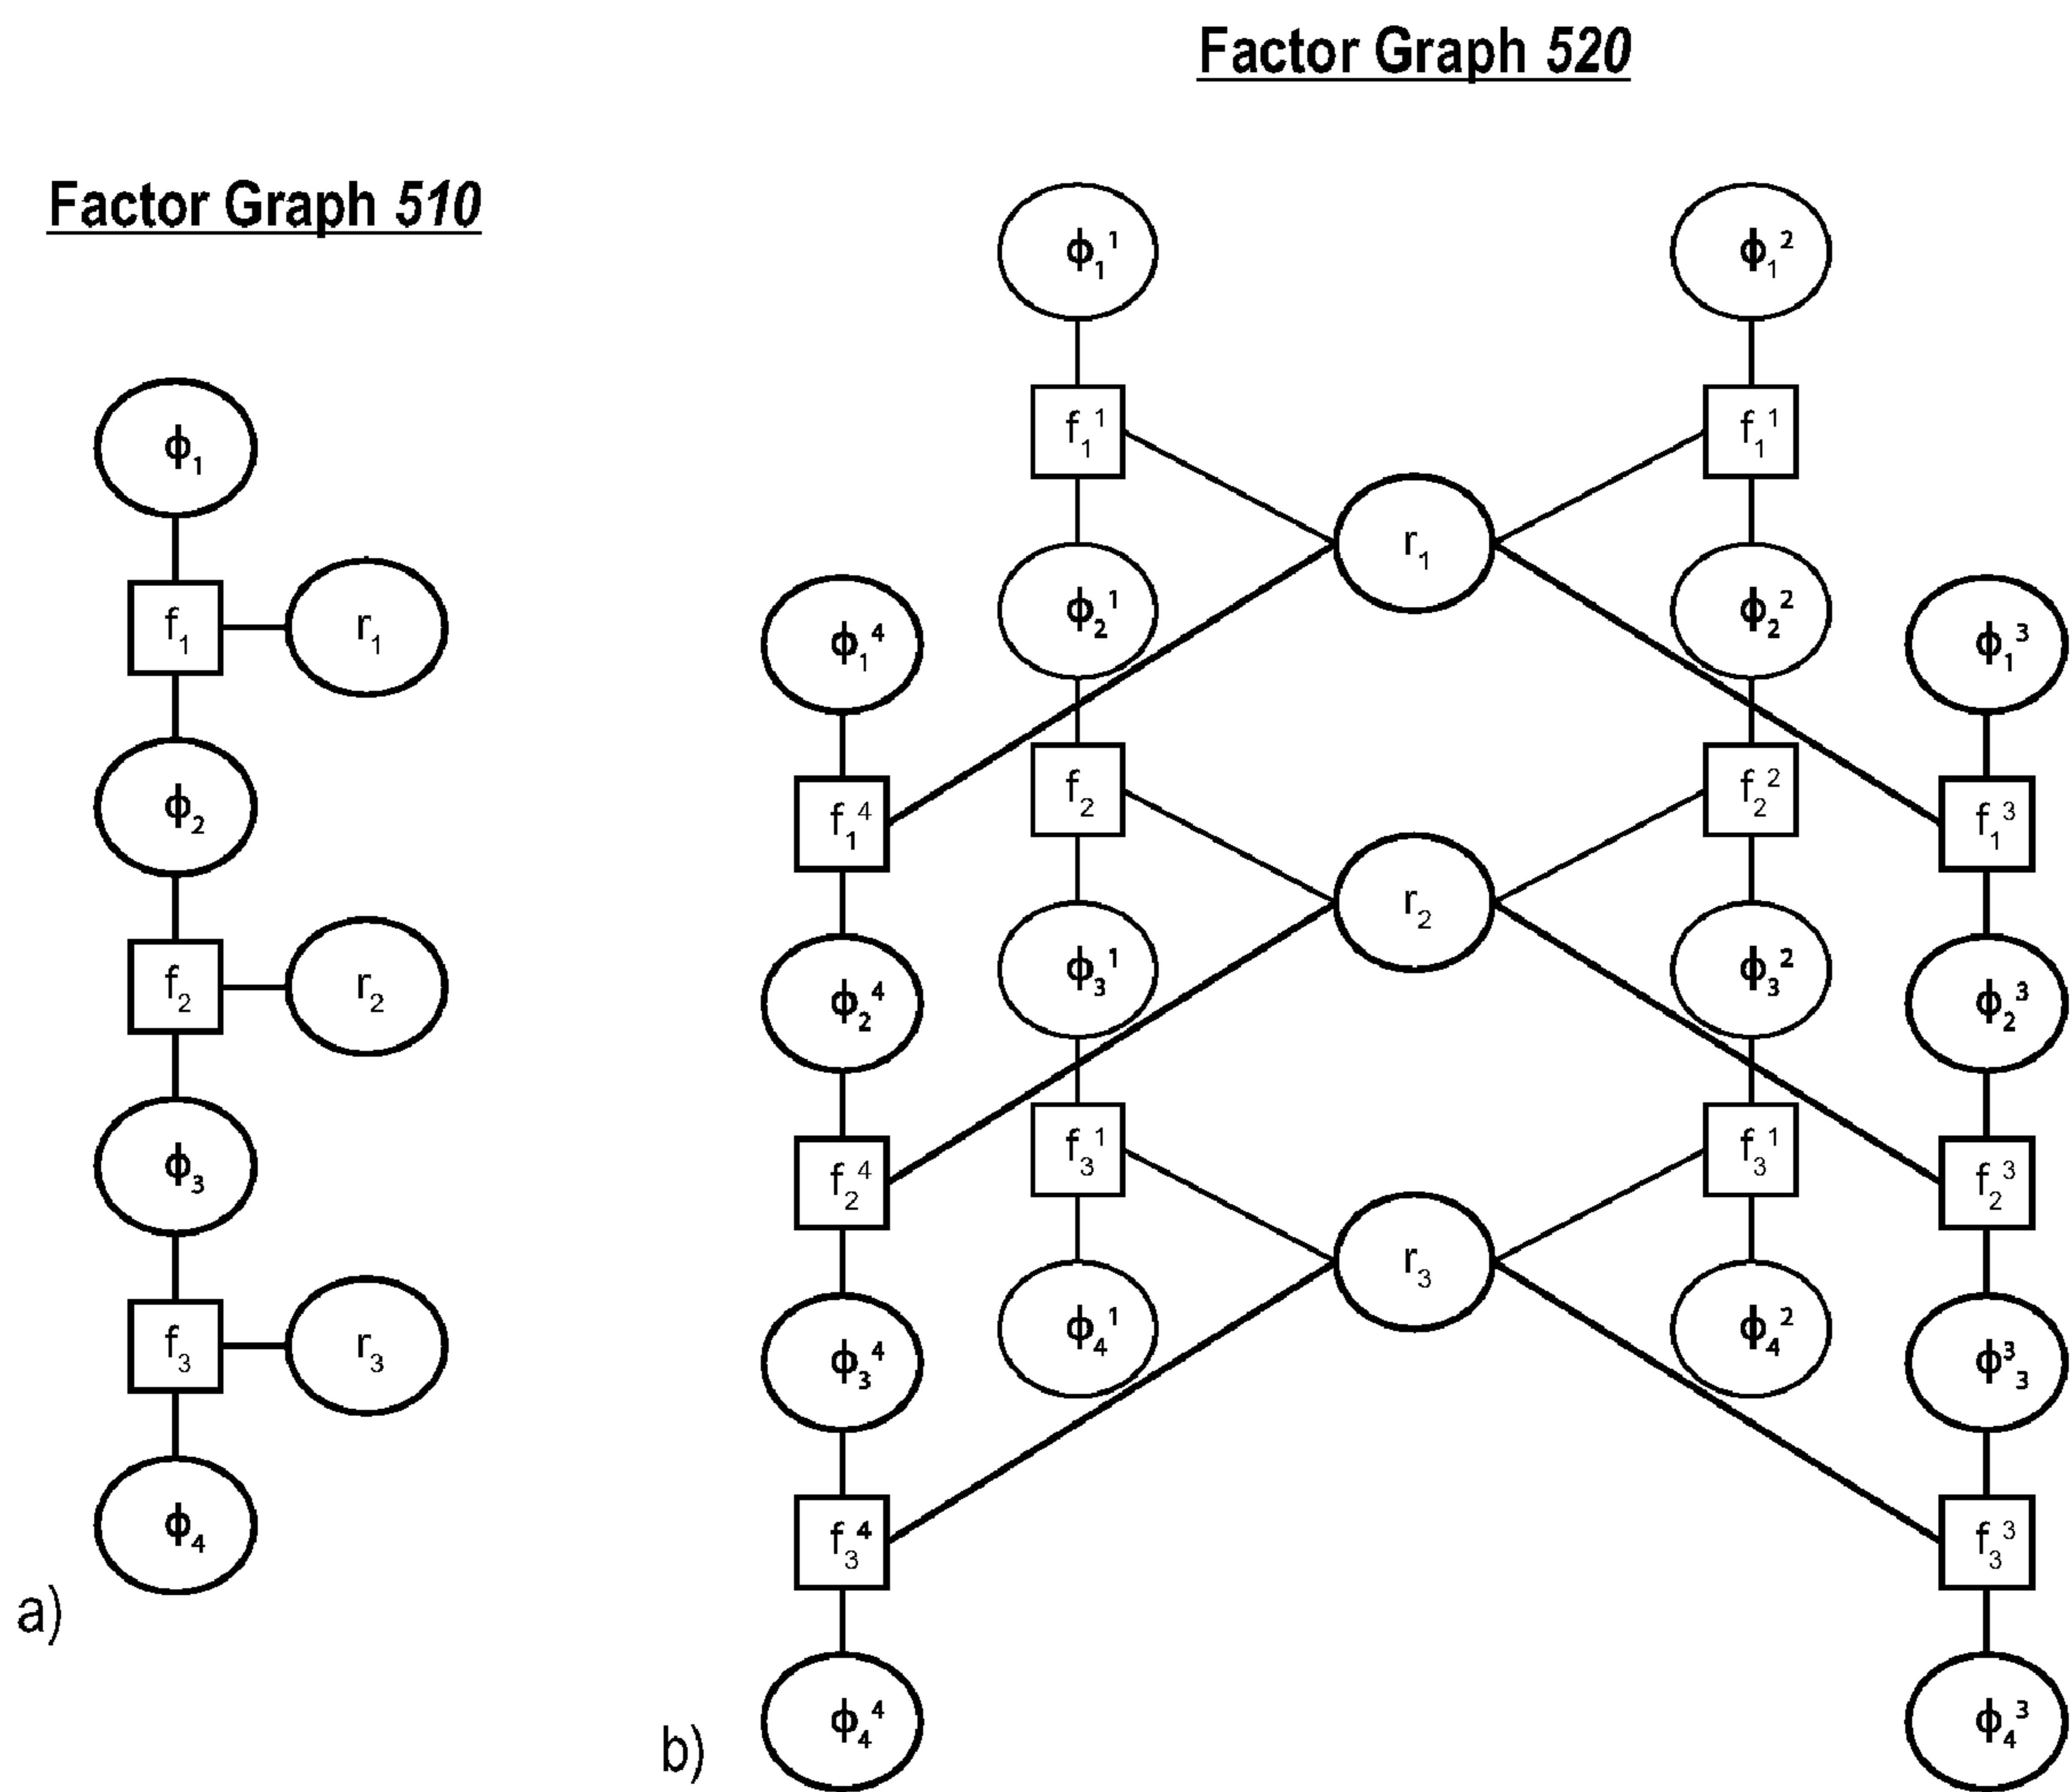 Factor Graph 520
Factor Graph 510
ϕ₁
f₁
r₁
ϕ₂
f₂
r₂
ϕ₃
f₃
r₃
ϕ₄
a)
ϕ₁¹
ϕ₁²
f₁¹
f₁¹
r₁
ϕ₂¹
ϕ₂²
ϕ₁⁴
ϕ₁³
f₂
f₂²
f₁⁴
f₁³
r₂
ϕ₃¹
ϕ₃²
ϕ₂⁴
ϕ₂³
f₃¹
f₃¹
f₂⁴
f₂³
r₃
ϕ₄¹
ϕ₄²
ϕ₃⁴
ϕ₃³
f₃⁴
f₃³
ϕ₄⁴
ϕ₄³
b)